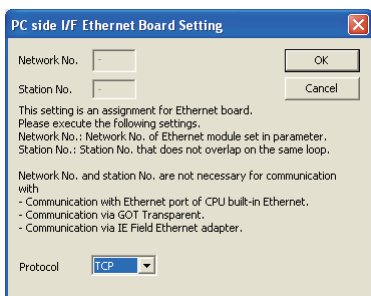 PC side I/F Ethernet Board Setting
Network No. -
OK
Station No. -
Cancel
This setting is an assignment for Ethernet board.
Please execute the following settings.
Network No.: Network No. of Ethernet module set in parameter.
Station No.: Station No. that does not overlap on the same loop.
Network No. and station No. are not necessary for communication
with
- Communication with Ethernet port of CPU built-in Ethernet.
- Communication via GOT Transparent.
- Communication via IE Field Ethernet adapter.
Protocol TCP